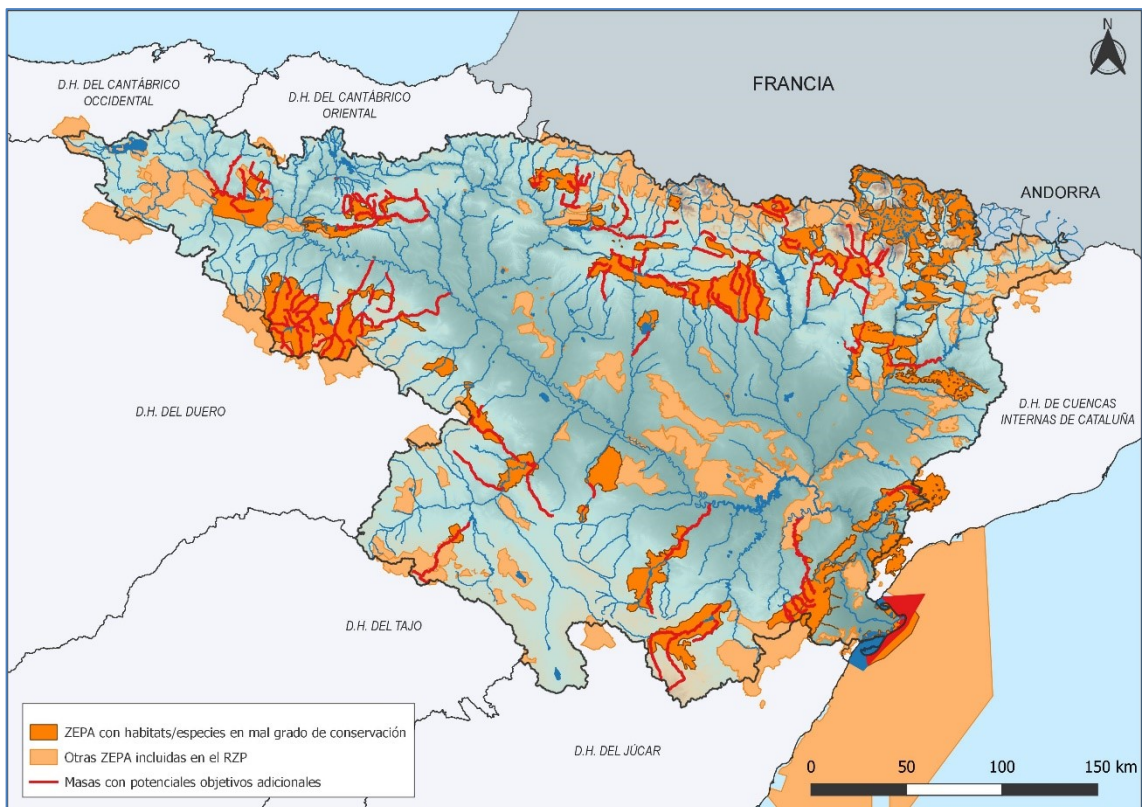 N
D.H. DEL CANTÁBRICO
OCCIDENTAL
D.H. DEL CANTÁBRICO
ORIENTAL
FRANCIA
ANDORRA
D.H. DEL DUERO
D.H. DE CUENCAS
INTERNAS DE CATALUÑA
D.H. DEL TAJO
D.H. DEL JÚCAR
ZEPA con habitats/especies en mal grado de conservación
Otras ZEPA incluidas en el RZP
Masas con potenciales objetivos adicionales
0 50 100 150 km